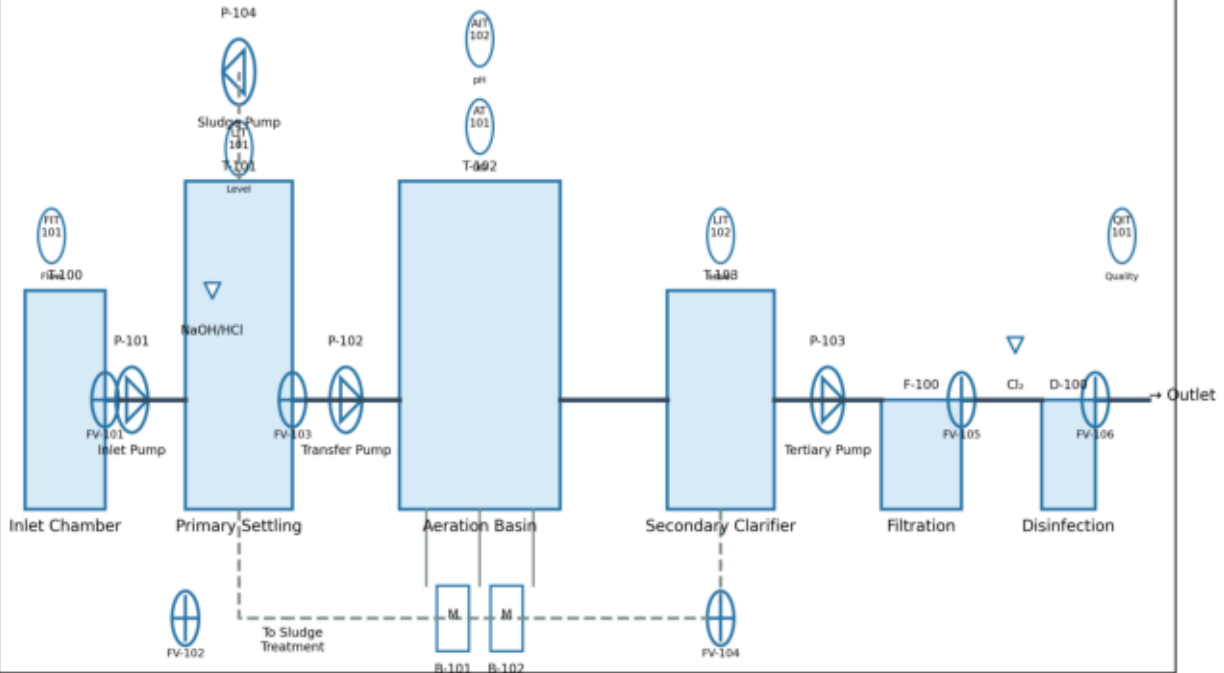 P-104
Sludge Pump
LIT
101
T-101
Level
AIT
102
pH
AT
101
T-102
FIT
101
T-100
LIT
102
T-103
QIT
101
Quality
NaOH/HCl
P-101
P-102
P-103
F-100
Cl₂
D-100
→ Outlet
FV-101
Inlet Pump
FV-103
Transfer Pump
Tertiary Pump
FV-105
FV-106
Inlet Chamber
Primary Settling
Aeration Basin
Secondary Clarifier
Filtration
Disinfection
M
M
To Sludge
Treatment
FV-102
FV-104
B-101
B-102